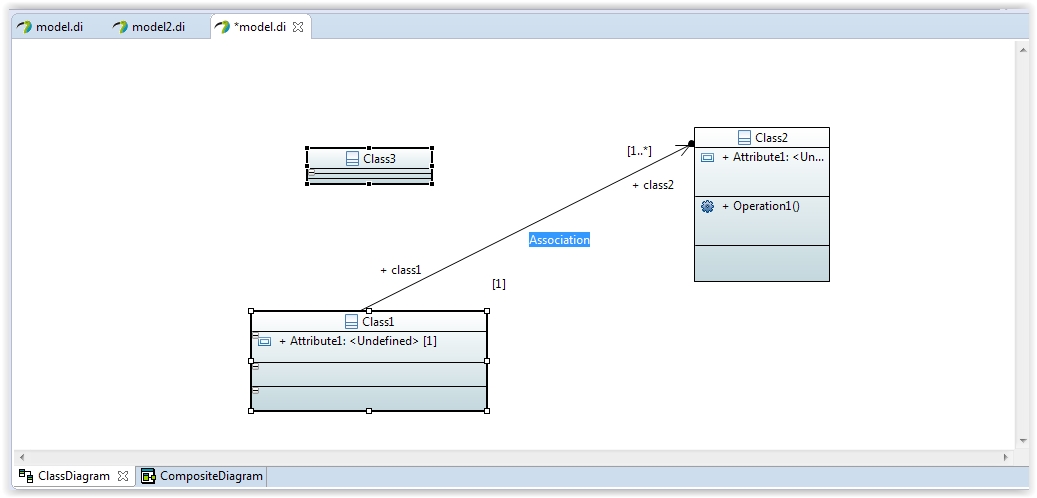 model.di
model2.di
*model.di
Class3
Class2
+ Attribute1: <Un...
+ Operation1()
[1..*]
+ class2
Association
+ class1
[1]
Class1
+ Attribute1: <Undefined> [1]
ClassDiagram
CompositeDiagram